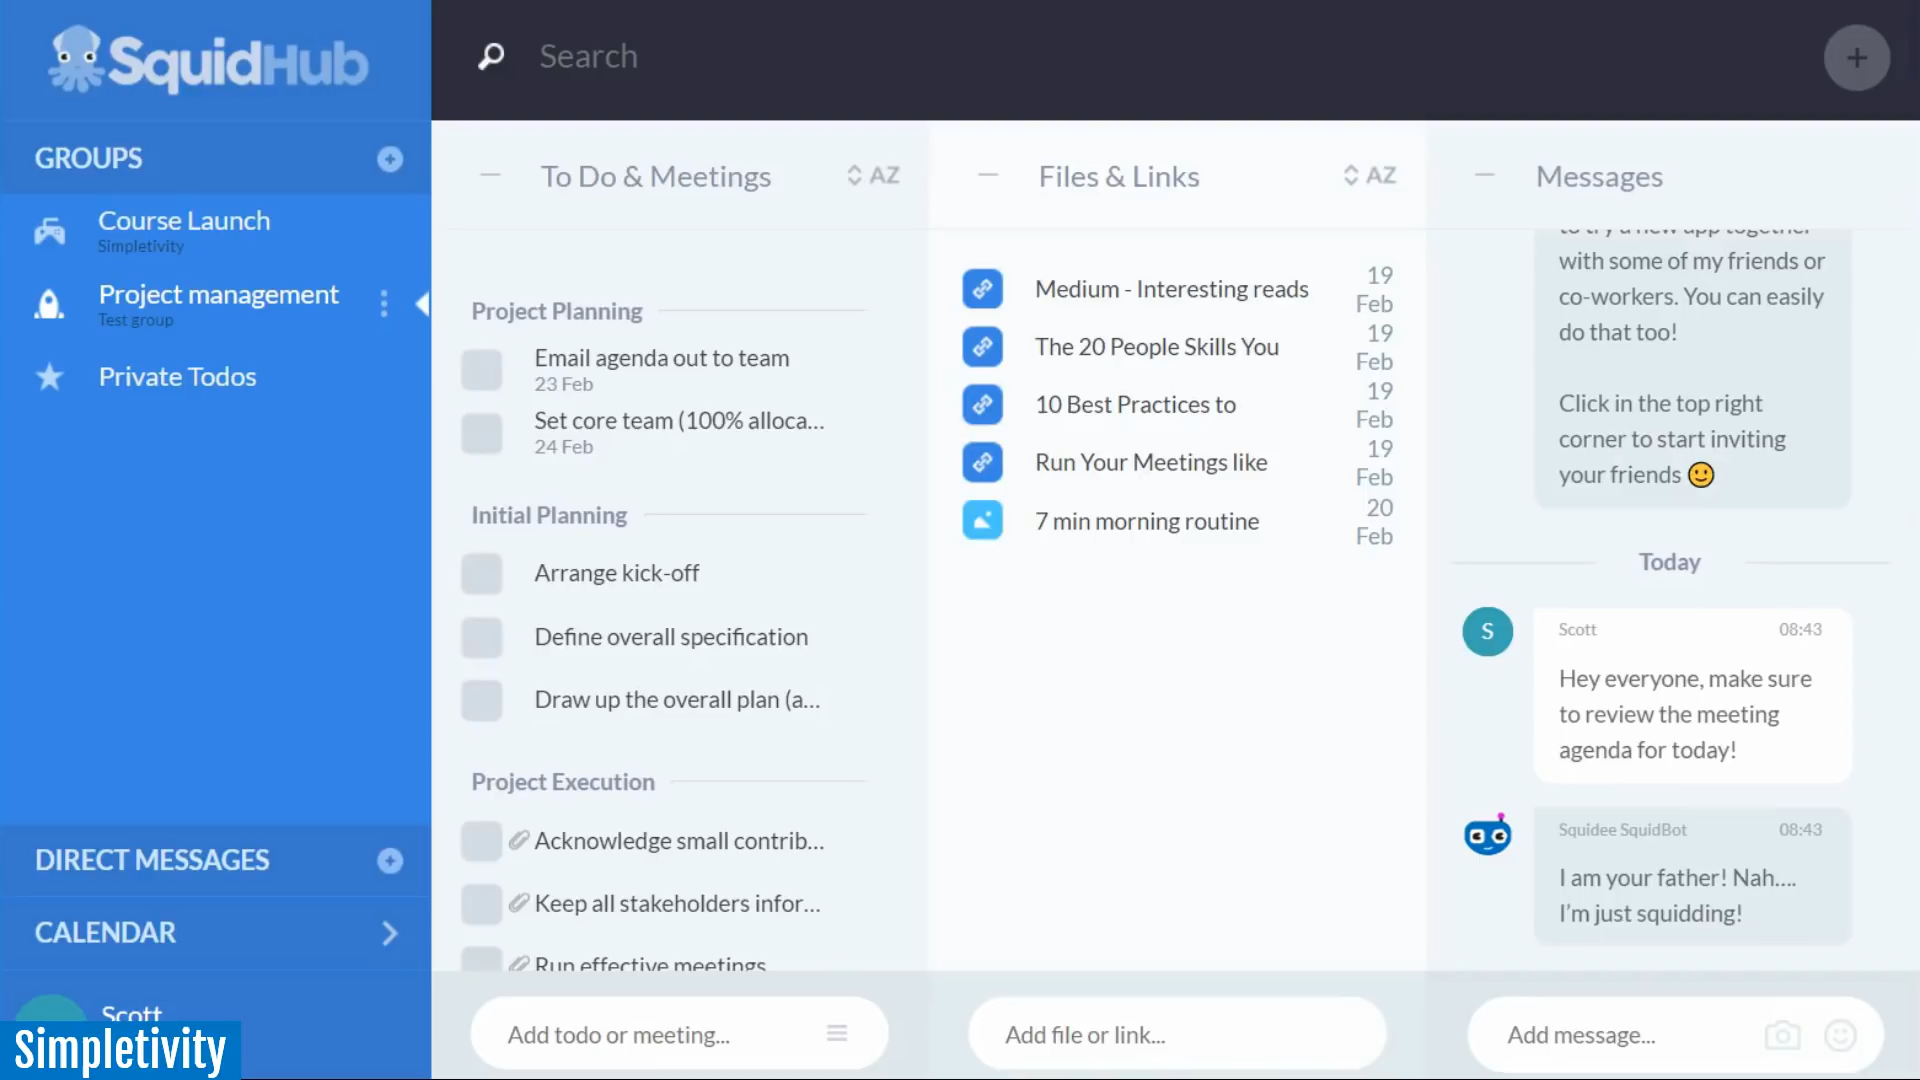 SquidHub
Search
GROUPS
Course Launch
Simpletivity
Project management
Test group
Private Todos
DIRECT MESSAGES
CALENDAR
Scott
Simpletivity
To Do & Meetings
AZ
Project Planning
Email agenda out to team
23 Feb
Set core team (100% alloca...
24 Feb
Initial Planning
Arrange kick-off
Define overall specification
Draw up the overall plan (a...
Project Execution
Acknowledge small contrib...
Keep all stakeholders infor...
Run effective meetings
Add todo or meeting...
Files & Links
AZ
Medium - Interesting reads
19
Feb
The 20 People Skills You
19
Feb
10 Best Practices to
19
Feb
Run Your Meetings like
19
Feb
7 min morning routine
20
Feb
Add file or link...
Messages
to try a new app together
with some of my friends or
co-workers. You can easily
do that too!
Click in the top right
corner to start inviting
your friends 🙂
Today
S
Scott 08:43
Hey everyone, make sure
to review the meeting
agenda for today!
Squidee SquidBot 08:43
I am your father! Nah....
I'm just squidding!
Add message...